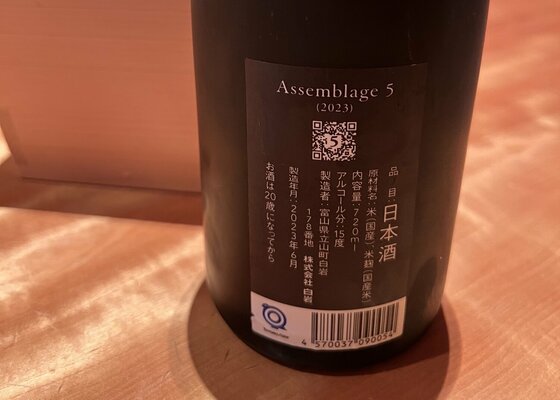 Assemblage 5
(2023)
5
品 目:日本酒
原材料名:米(国産)、米麹(国産米)
内容量:720ml
アルコール分:15度
製造者:富山県立山町白岩
178番地 株式会社白岩
製造年月:2023年6月
お酒は20歳になってから
4 570037 090054